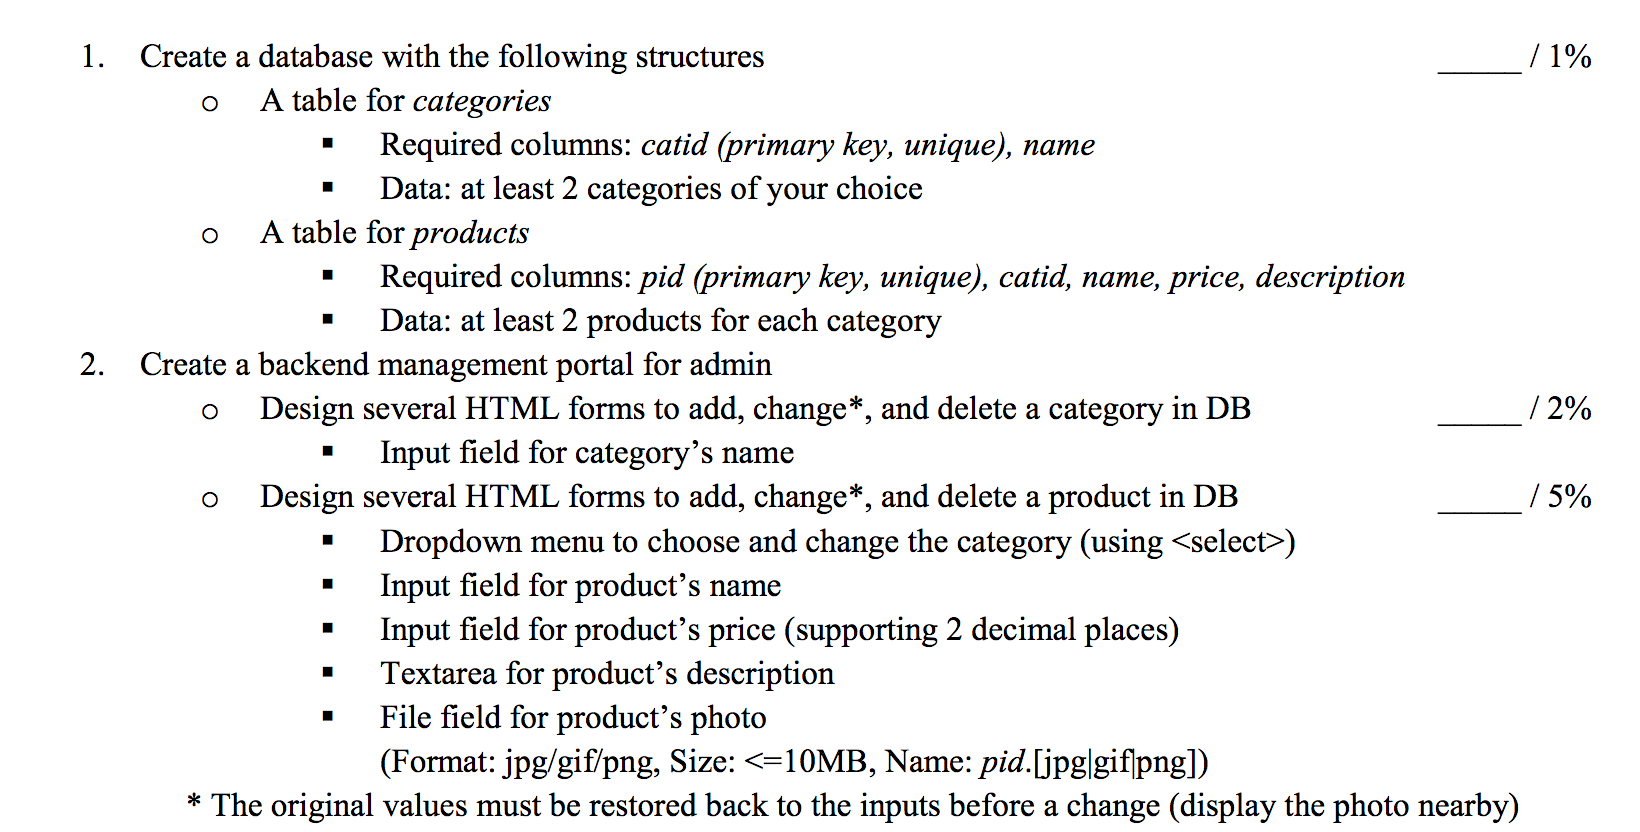 1. Create a database with the following structures _____ / 1%
o A table for categories
▪ Required columns: catid (primary key, unique), name
▪ Data: at least 2 categories of your choice
o A table for products
▪ Required columns: pid (primary key, unique), catid, name, price, description
▪ Data: at least 2 products for each category
2. Create a backend management portal for admin
o Design several HTML forms to add, change*, and delete a category in DB _____ / 2%
▪ Input field for category’s name
o Design several HTML forms to add, change*, and delete a product in DB _____ / 5%
▪ Dropdown menu to choose and change the category (using <select>)
▪ Input field for product’s name
▪ Input field for product’s price (supporting 2 decimal places)
▪ Textarea for product’s description
▪ File field for product’s photo
(Format: jpg/gif/png, Size: <=10MB, Name: pid.[jpg|gif|png])
* The original values must be restored back to the inputs before a change (display the photo nearby)